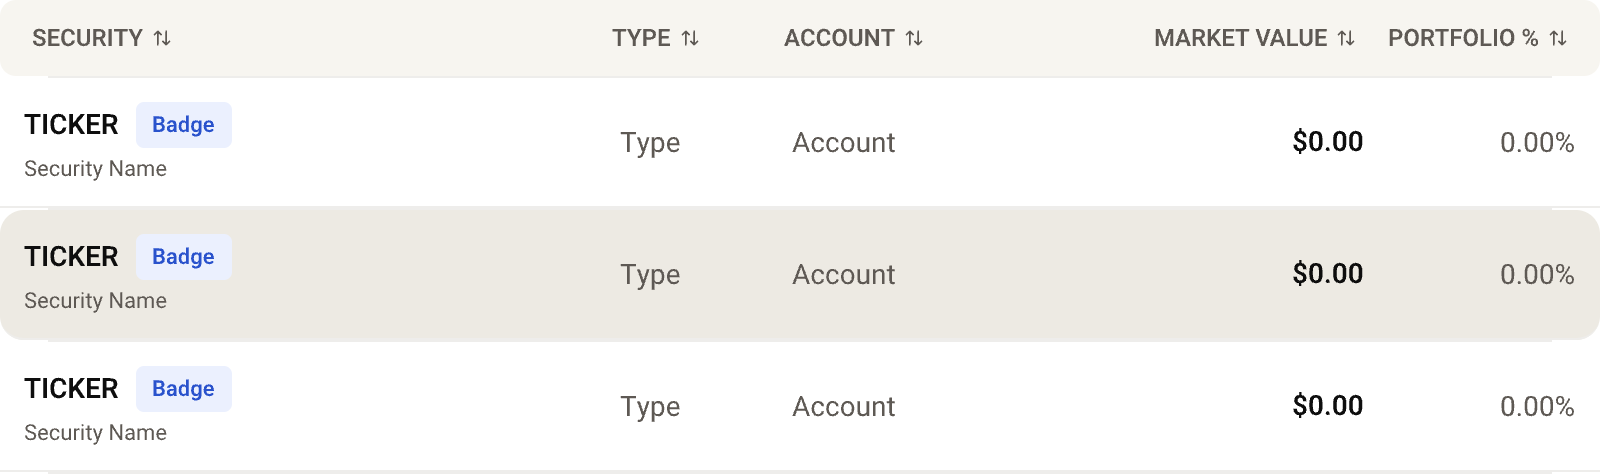 SECURITY TYPE ACCOUNT MARKET VALUE PORTFOLIO %
TICKER Badge
Security Name
Type Account $0.00 0.00%
TICKER Badge
Security Name
Type Account $0.00 0.00%
TICKER Badge
Security Name
Type Account $0.00 0.00%